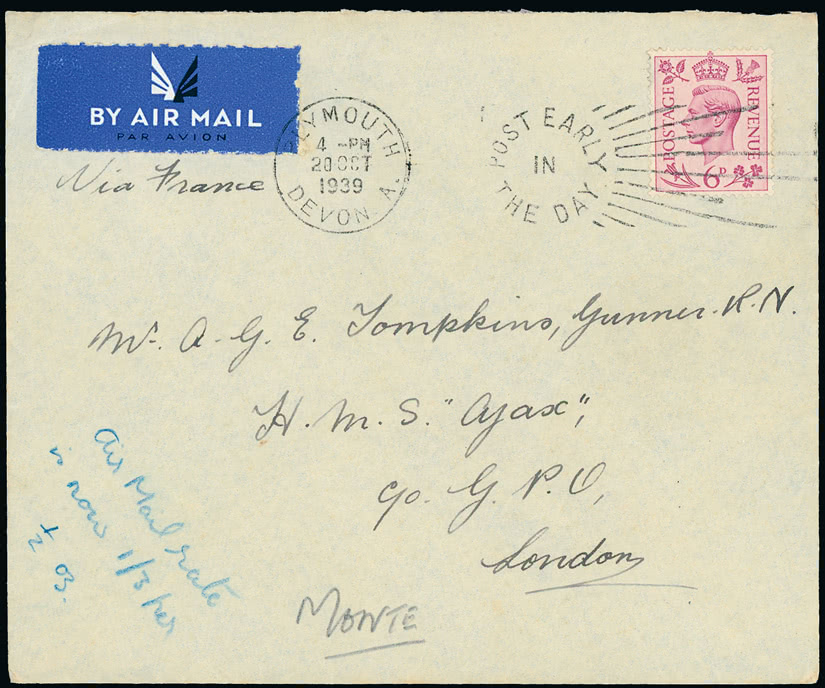 BY AIR MAIL
PAR AVION
Via France
PLYMOUTH
4 - PM
20 OCT
1939
DEVON A.
POST EARLY
IN
THE DAY
POSTAGE
REVENUE
6D
Mr. A. G. E. Tompkins, Gunner. R.N.
H. M. S. "Ajax",
c/o. G. P. O,
London
Air Mail rate
is now 1/3 per
1/2 oz.
MONTE